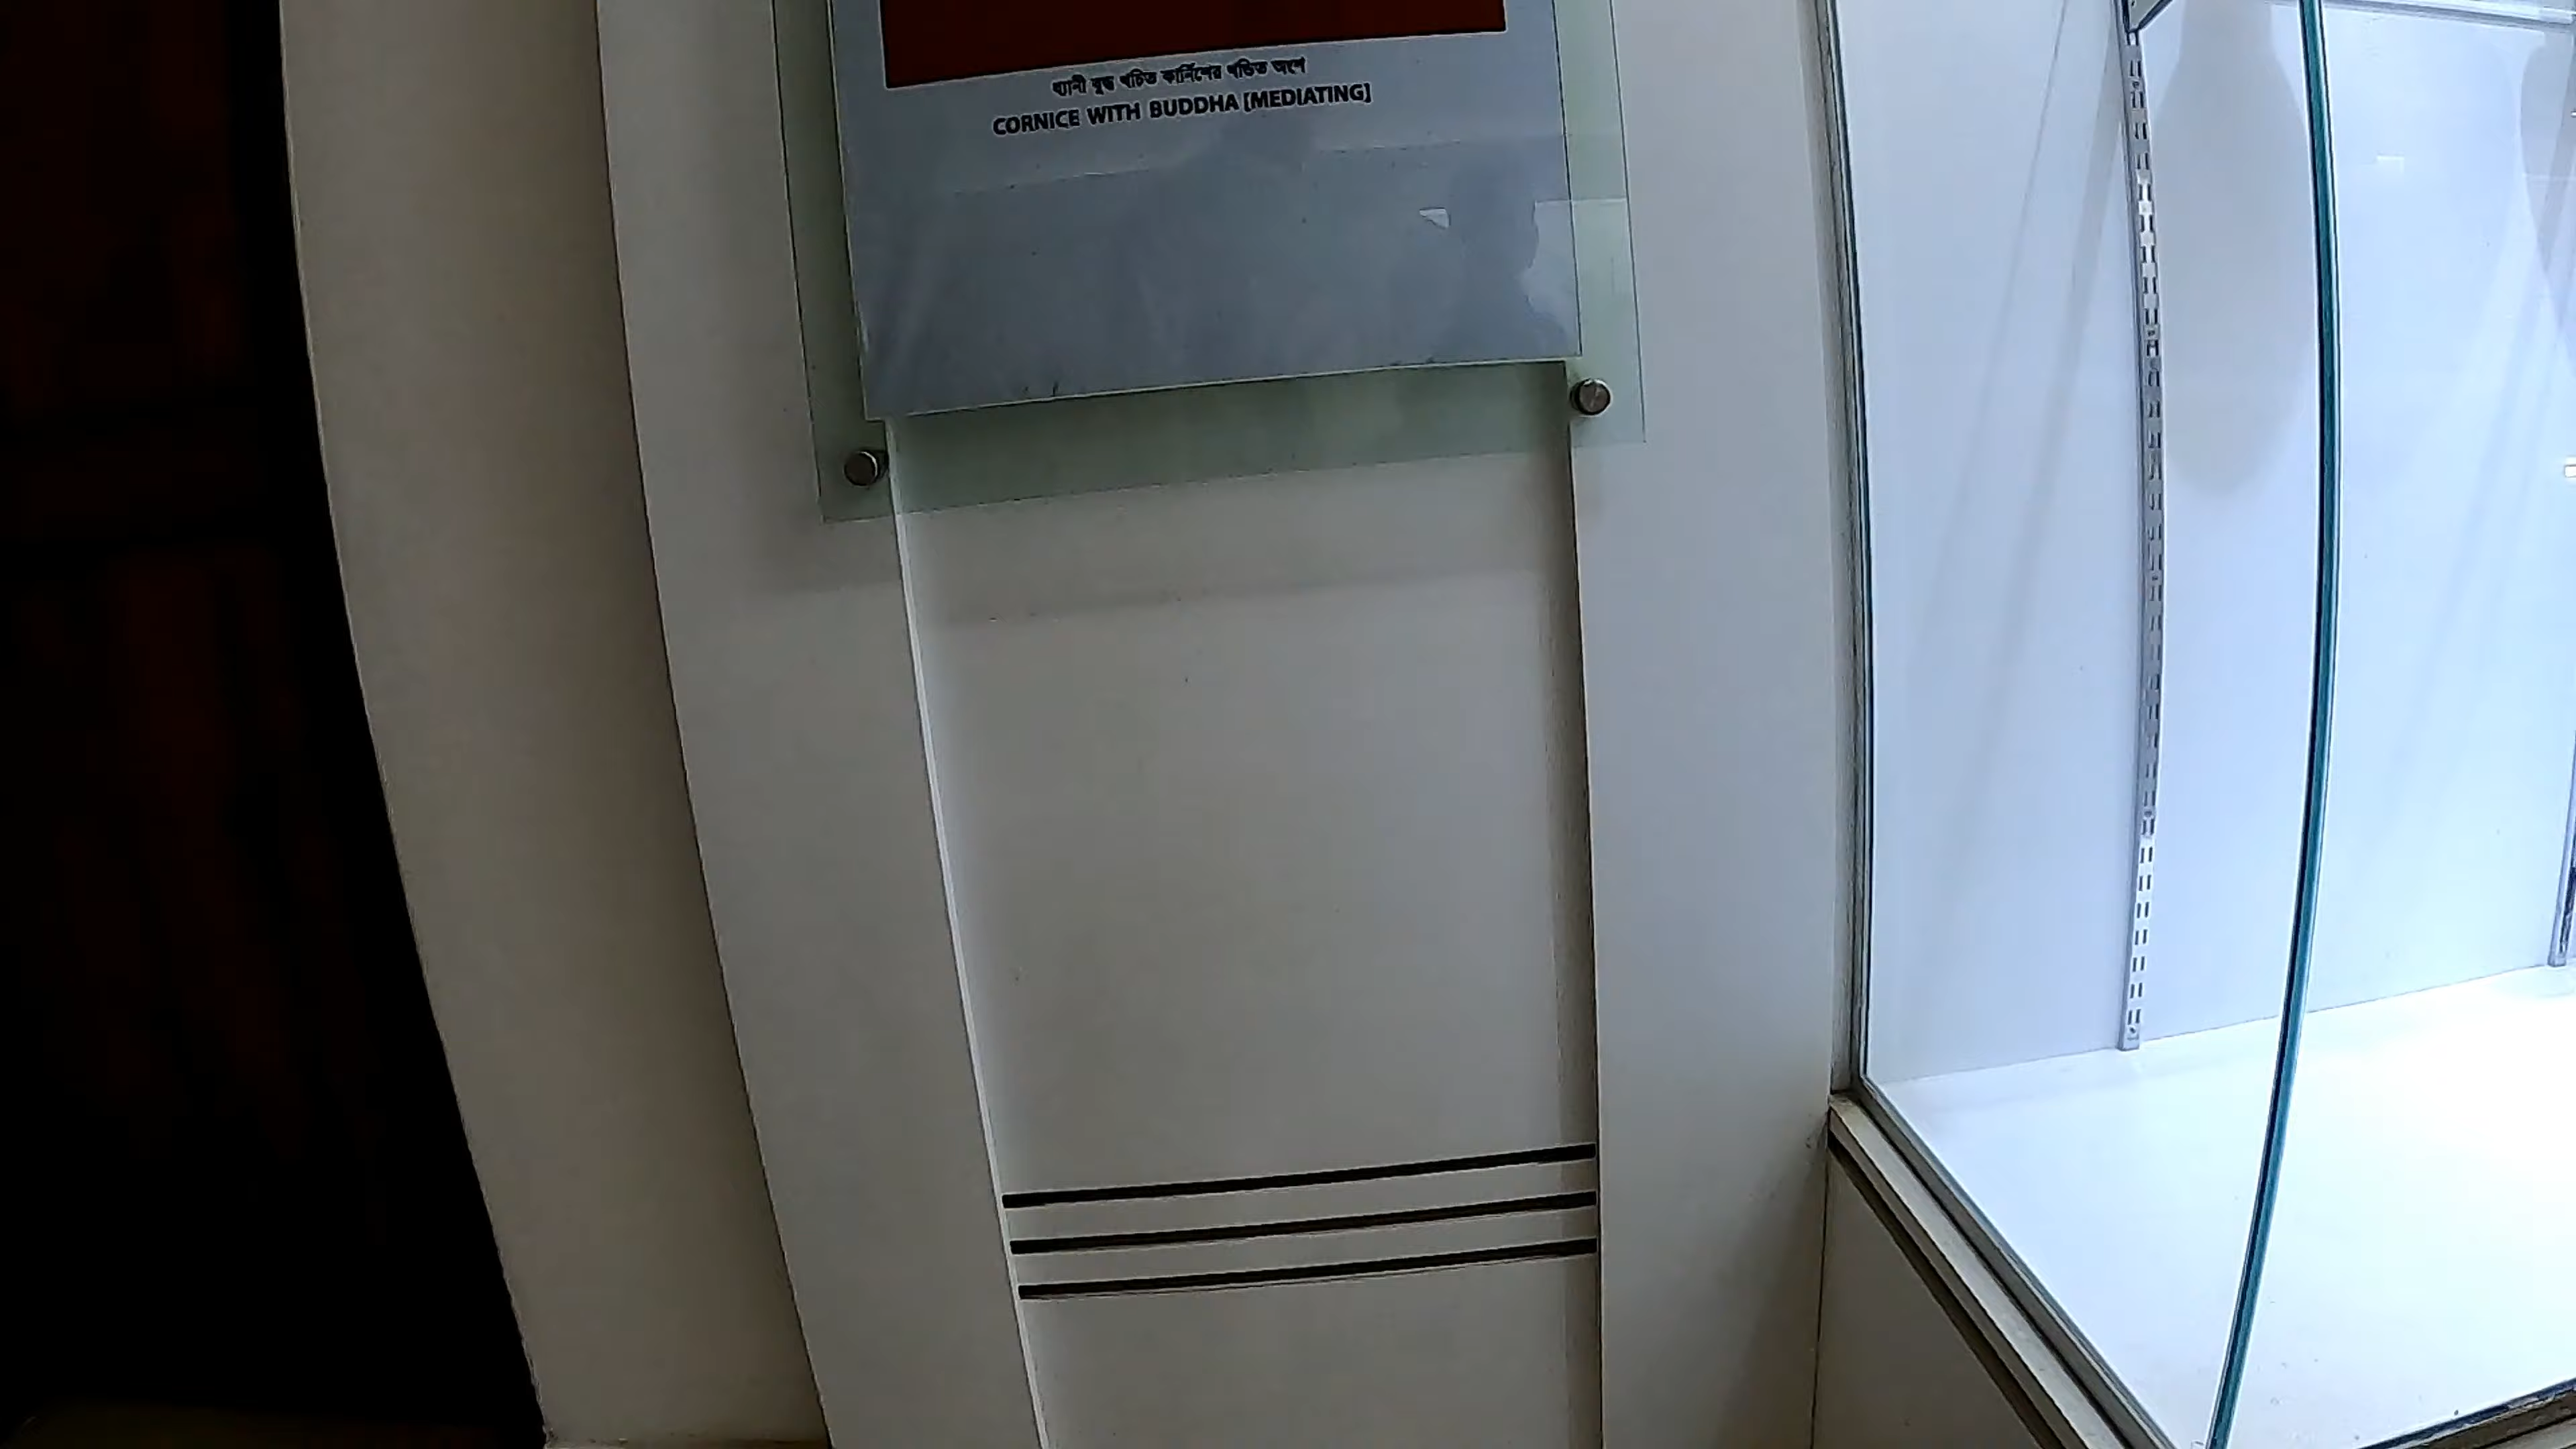 ধ্যানী বুদ্ধ খচিত কার্নিশের খন্ডিত অংশ
CORNICE WITH BUDDHA [MEDIATING]